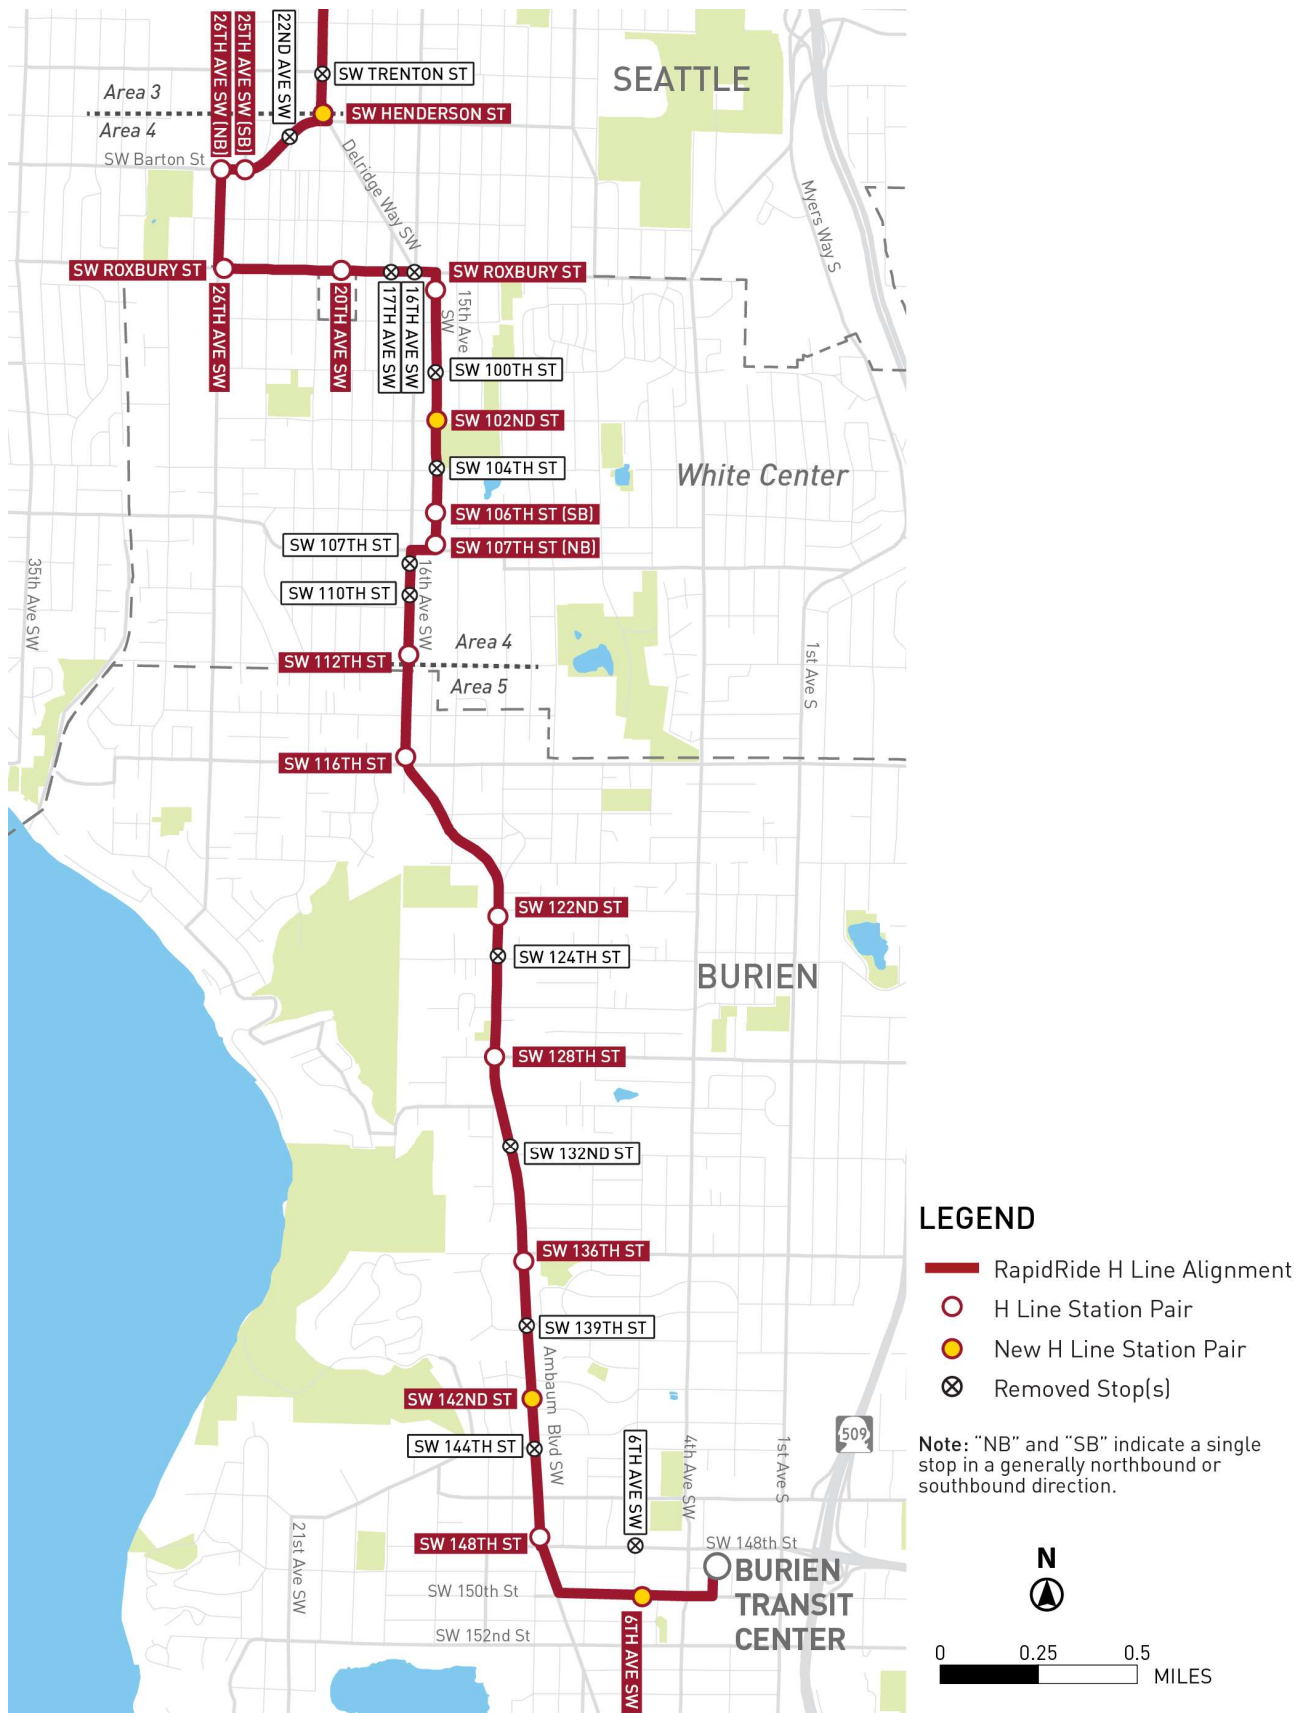 26TH AVE SW (NB)
25TH AVE SW (SB)
22ND AVE SW
SW TRENTON ST
SEATTLE
Area 3
SW HENDERSON ST
Area 4
SW Barton St
Delridge Way SW
Myers Way S
SW ROXBURY ST
SW ROXBURY ST
26TH AVE SW
20TH AVE SW
17TH AVE SW
16TH AVE SW
15th Ave
SW
SW 100TH ST
SW 102ND ST
SW 104TH ST
White Center
SW 106TH ST (SB)
SW 107TH ST
SW 107TH ST (NB)
35th Ave SW
16th Ave SW
SW 110TH ST
Area 4
SW 112TH ST
Area 5
1st Ave S
SW 116TH ST
SW 122ND ST
SW 124TH ST
BURIEN
SW 128TH ST
SW 132ND ST
SW 136TH ST
SW 139TH ST
Ambaum Blvd SW
SW 142ND ST
SW 144TH ST
6TH AVE SW
4th Ave SW
1st Ave S
509
21st Ave SW
SW 148TH ST
SW 148th St
BURIEN
TRANSIT
CENTER
SW 150th St
6TH AVE SW
SW 152nd St
LEGEND
RapidRide H Line Alignment
H Line Station Pair
New H Line Station Pair
Removed Stop(s)
Note: “NB” and “SB” indicate a single
stop in a generally northbound or
southbound direction.
N
0 0.25 0.5
MILES